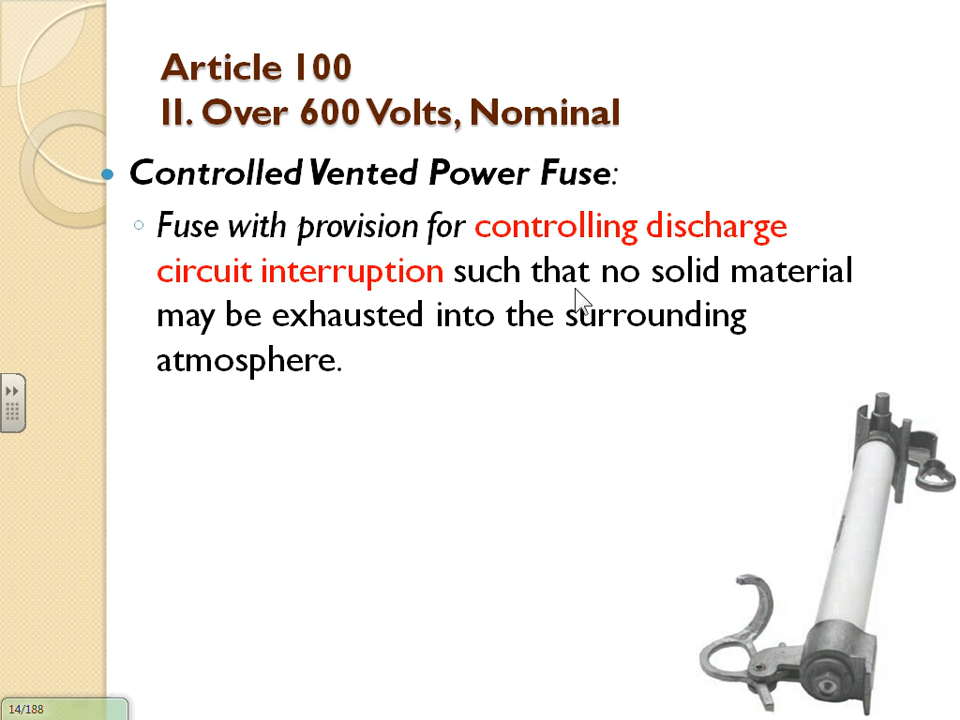 Article 100
II. Over 600 Volts, Nominal
Controlled Vented Power Fuse:
Fuse with provision for controlling discharge
circuit interruption such that no solid material
may be exhausted into the surrounding
atmosphere.
14/188